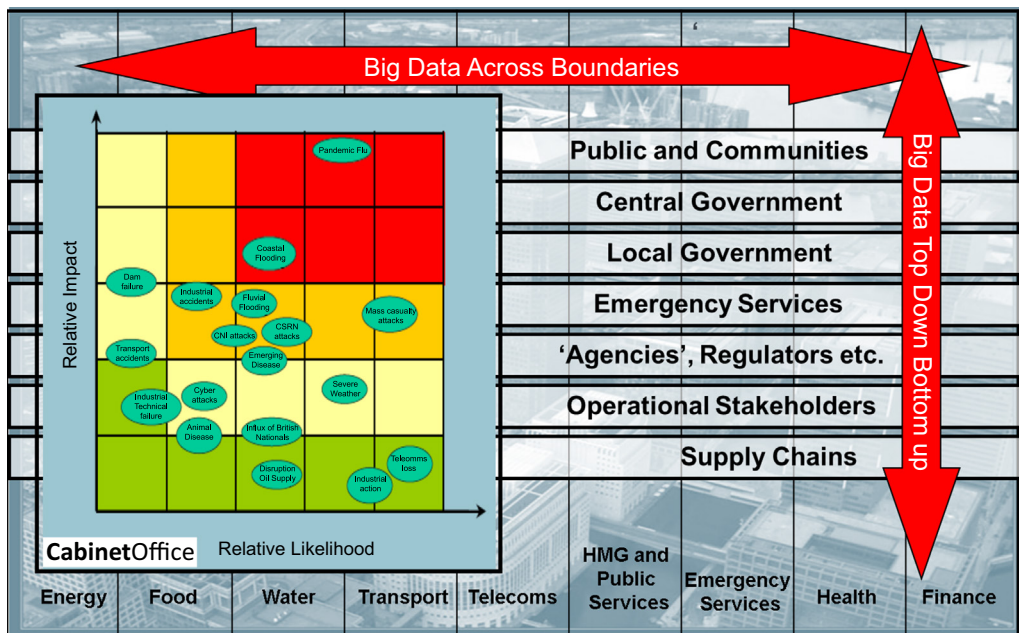 ‘
Big Data Across Boundaries
Big Data Top Down Bottom up
Public and Communities
Central Government
Local Government
Emergency Services
‘Agencies’, Regulators etc.
Operational Stakeholders
Supply Chains
Relative Impact
Pandemic Flu
Coastal
Flooding
Dam
failure
Industrial
accidents
Fluvial
Flooding
Mass casualty
attacks
CNI attacks
CSRN
attacks
Transport
accidents
Emerging
Disease
Severe
Weather
Cyber
attacks
Industrial
Technical
failure
Animal
Disease
Influx of British
Nationals
Disruption
Oil Supply
Telecomms
loss
Industrial
action
CabinetOffice
Relative Likelihood
Energy
Food
Water
Transport
Telecoms
HMG and
Public
Services
Emergency
Services
Health
Finance